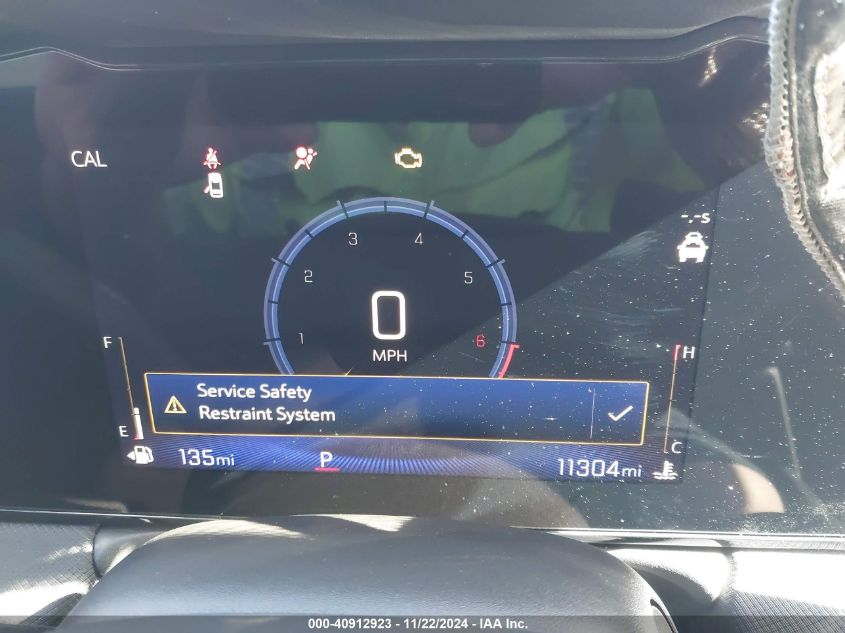 CAL
-.-s
3 4
2 5
0
1 6
MPH
F
H
Service Safety
Restraint System
E
C
135mi P 11304mi
000-40912923 - 11/22/2024 - IAA Inc.